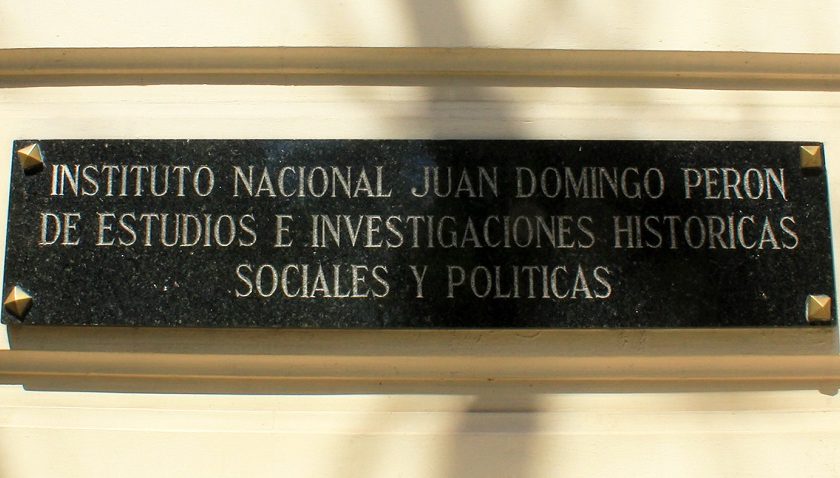 INSTITUTO NACIONAL JUAN DOMINGO PERON
DE ESTUDIOS E INVESTIGACIONES HISTORICAS
SOCIALES Y POLITICAS